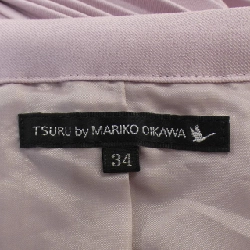 TSURU by MARIKO OIKAWA
34